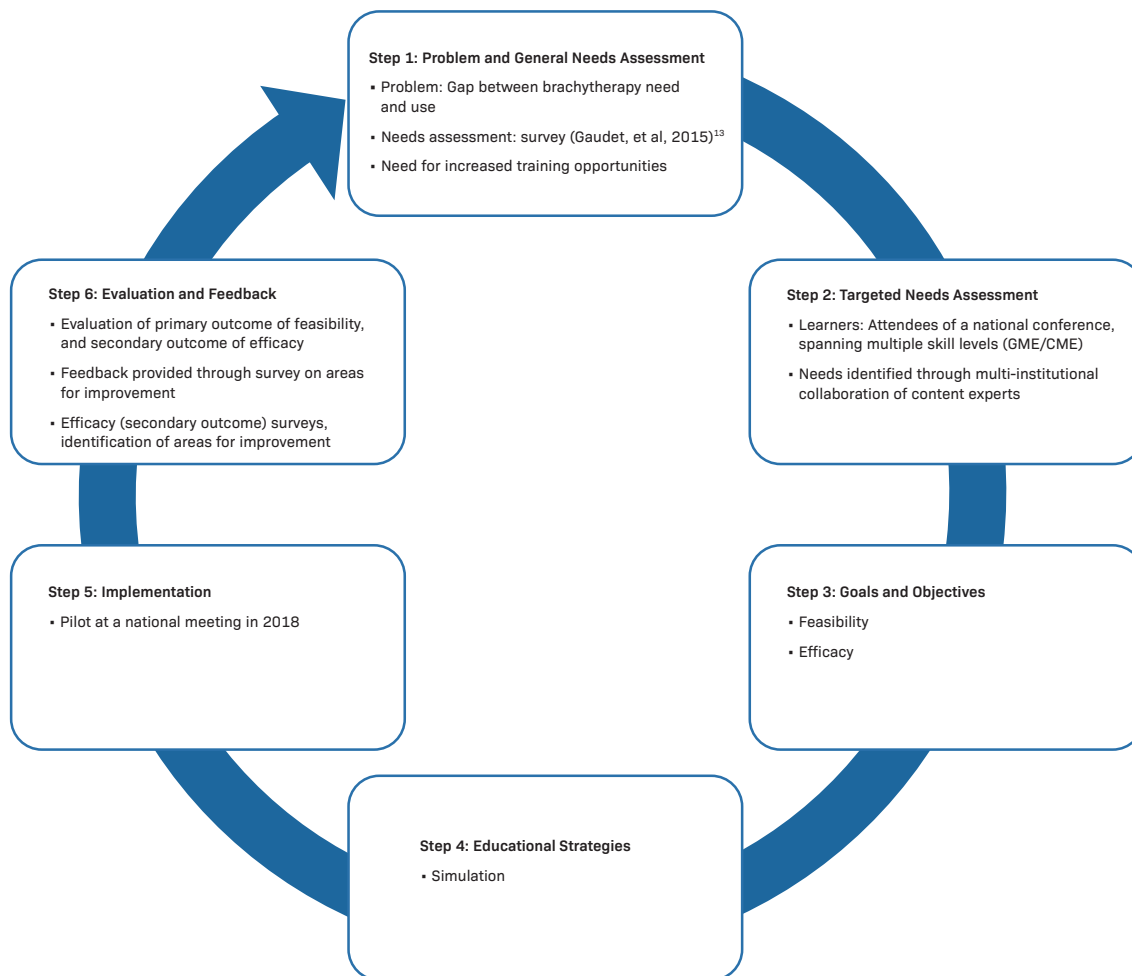 Step 1: Problem and General Needs Assessment
▪ Problem: Gap between brachytherapy need
and use
▪ Needs assessment: survey (Gaudet, et al, 2015)¹³
▪ Need for increased training opportunities
Step 2: Targeted Needs Assessment
▪ Learners: Attendees of a national conference,
spanning multiple skill levels (GME/CME)
▪ Needs identified through multi-institutional
collaboration of content experts
Step 3: Goals and Objectives
▪ Feasibility
▪ Efficacy
Step 4: Educational Strategies
▪ Simulation
Step 5: Implementation
▪ Pilot at a national meeting in 2018
Step 6: Evaluation and Feedback
▪ Evaluation of primary outcome of feasibility,
and secondary outcome of efficacy
▪ Feedback provided through survey on areas
for improvement
▪ Efficacy (secondary outcome) surveys,
identification of areas for improvement